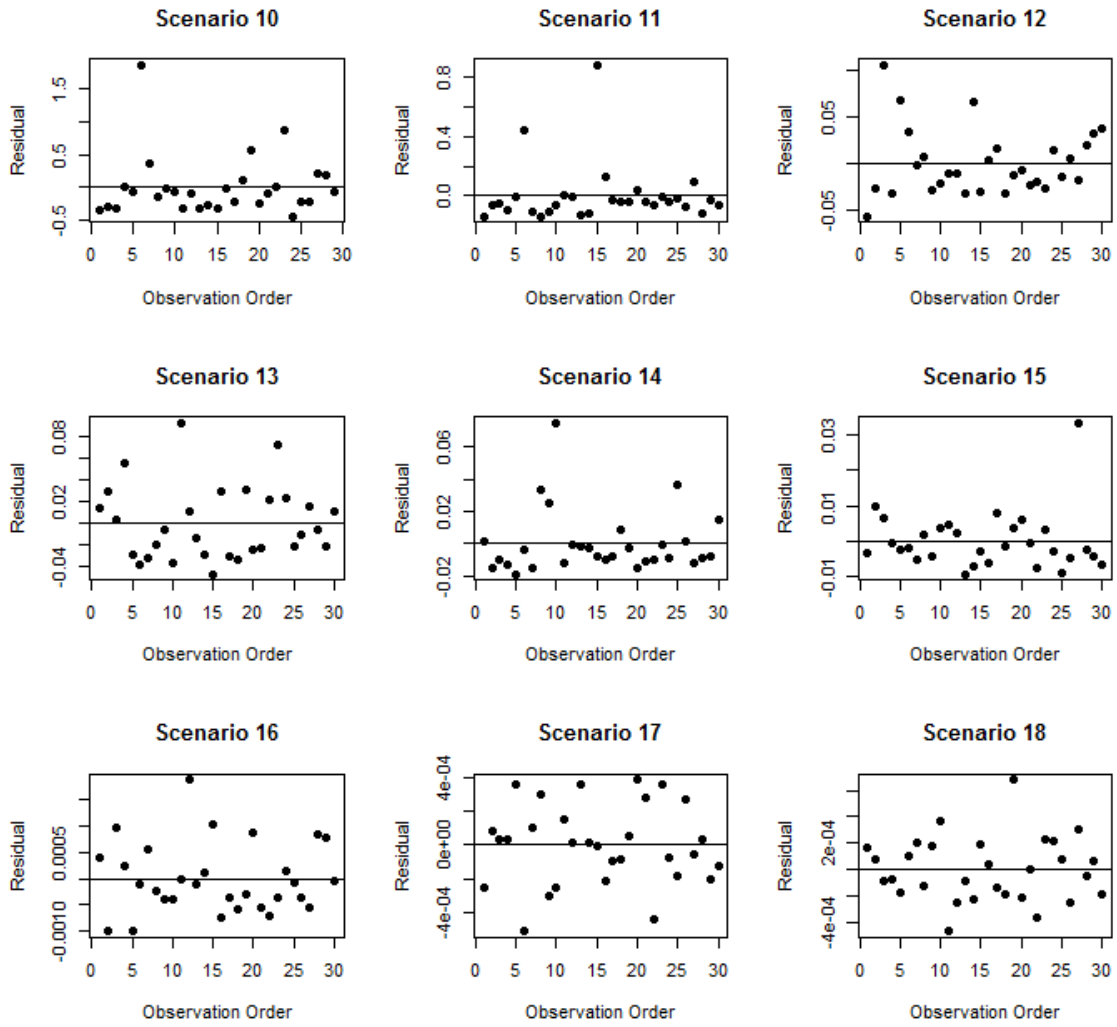 Scenario 10
Residual
1.5
0.5
-0.5
0 5 10 15 20 25 30
Observation Order
Scenario 11
Residual
0.8
0.4
0.0
0 5 10 15 20 25 30
Observation Order
Scenario 12
Residual
0.05
-0.05
0 5 10 15 20 25 30
Observation Order
Scenario 13
Residual
0.08
0.02
-0.04
0 5 10 15 20 25 30
Observation Order
Scenario 14
Residual
0.06
0.02
-0.02
0 5 10 15 20 25 30
Observation Order
Scenario 15
Residual
0.03
0.01
-0.01
0 5 10 15 20 25 30
Observation Order
Scenario 16
Residual
0.0005
-0.0010
0 5 10 15 20 25 30
Observation Order
Scenario 17
Residual
4e-04
0e+00
-4e-04
0 5 10 15 20 25 30
Observation Order
Scenario 18
Residual
2e-04
-4e-04
0 5 10 15 20 25 30
Observation Order